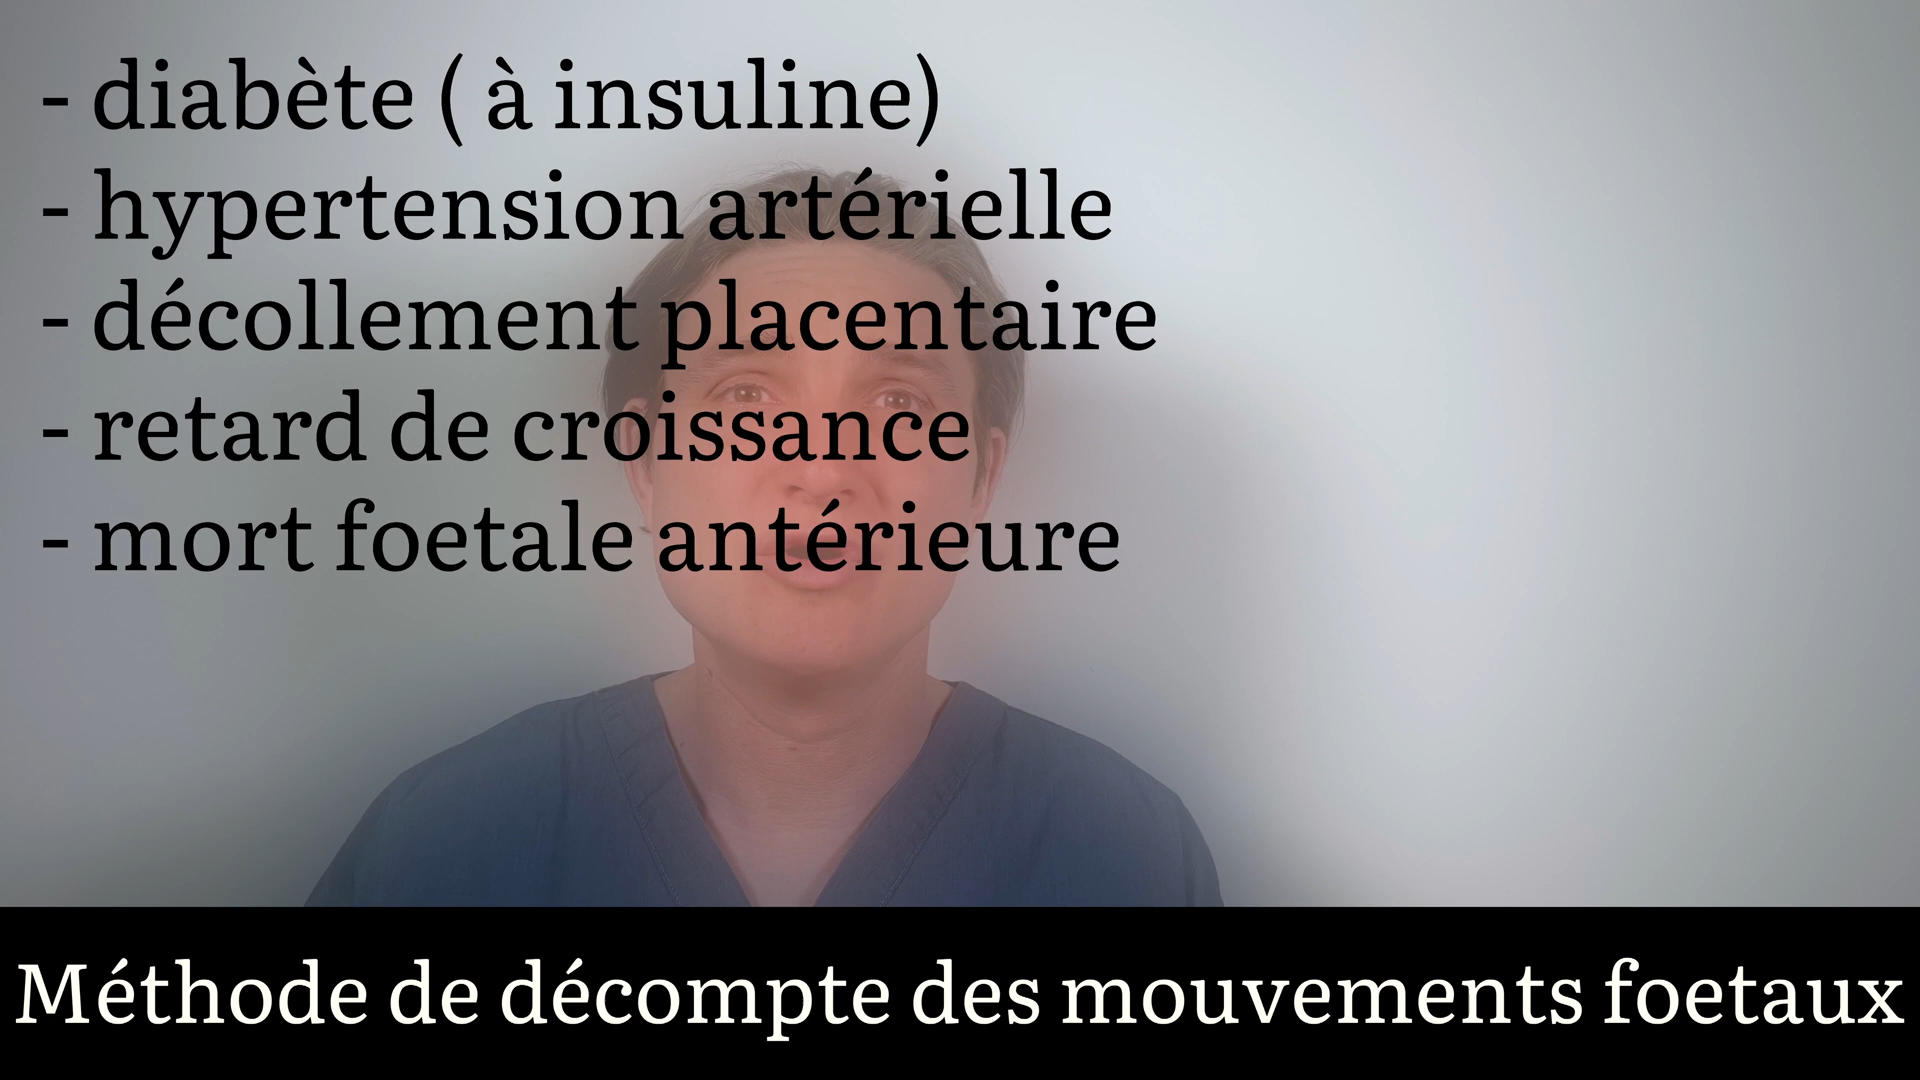 - diabète ( à insuline)
- hypertension artérielle
- décollement placentaire
- retard de croissance
- mort foetale antérieure
Méthode de décompte des mouvements foetaux